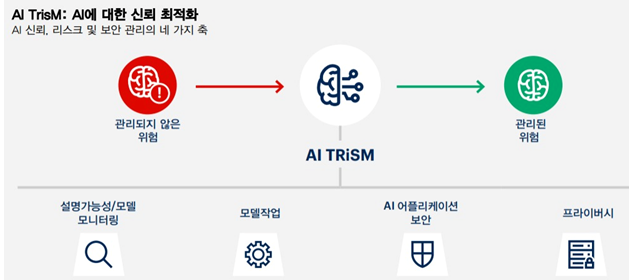 AI TrisM: AI에 대한 신뢰 최적화
AI 신뢰, 리스크 및 보안 관리의 네 가지 축
관리되지 않은
위험
관리된
위험
AI TRiSM
설명가능성/모델
모니터링
모델작업
AI 어플리케이션
보안
프라이버시